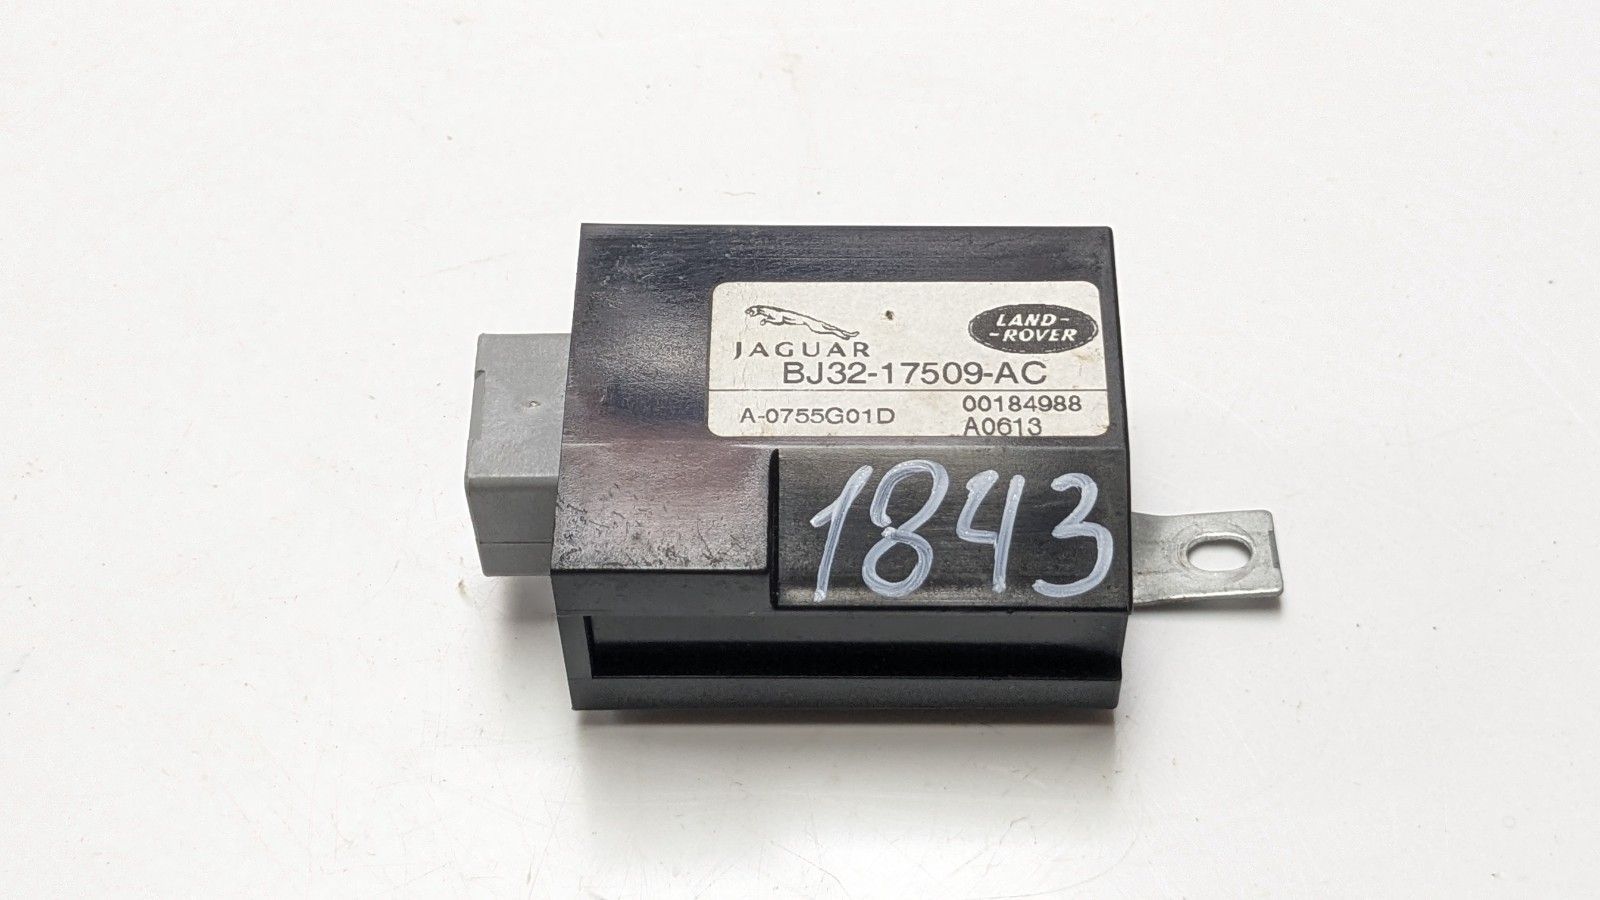 JAGUAR
LAND-
-ROVER
BJ32-17509-AC
A-0755G01D
00184988
A0613
1843